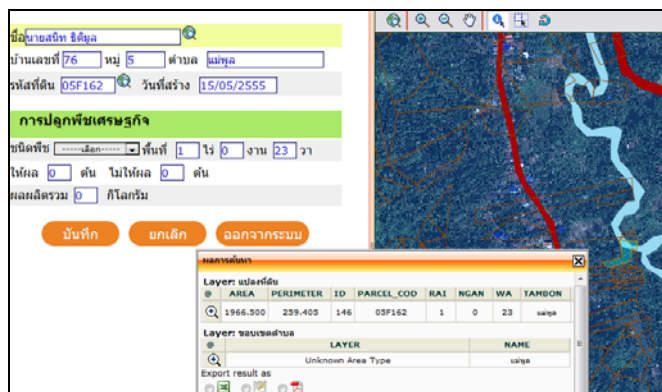 ชื่อ นายสนิท ธิติมูล
บ้านเลขที่ 76 หมู่ 5 ตำบล แม่พูล
รหัสที่ดิน 05F162 วันที่สร้าง 15/05/2555
การปลูกพืชเศรษฐกิจ
ชนิดพืช -----เลือก----- พื้นที่ 1 ไร่ 0 งาน 23 วา
ให้ผล 0 ต้น ไม่ให้ผล 0 ต้น
ผลผลิตรวม 0 กิโลกรัม
บันทึก ยกเลิก ออกจากระบบ
ผลการค้นหา
Layer: แปลงที่ดิน
@ AREA PERIMETER ID PARCEL_COD RAI NGAN WA TAMBON
1966.500 259.405 146 05F162 1 0 23 แม่พูล
Layer: ขอบเขตตำบล
@ LAYER NAME
Unknown Area Type แม่พูล
Export result as